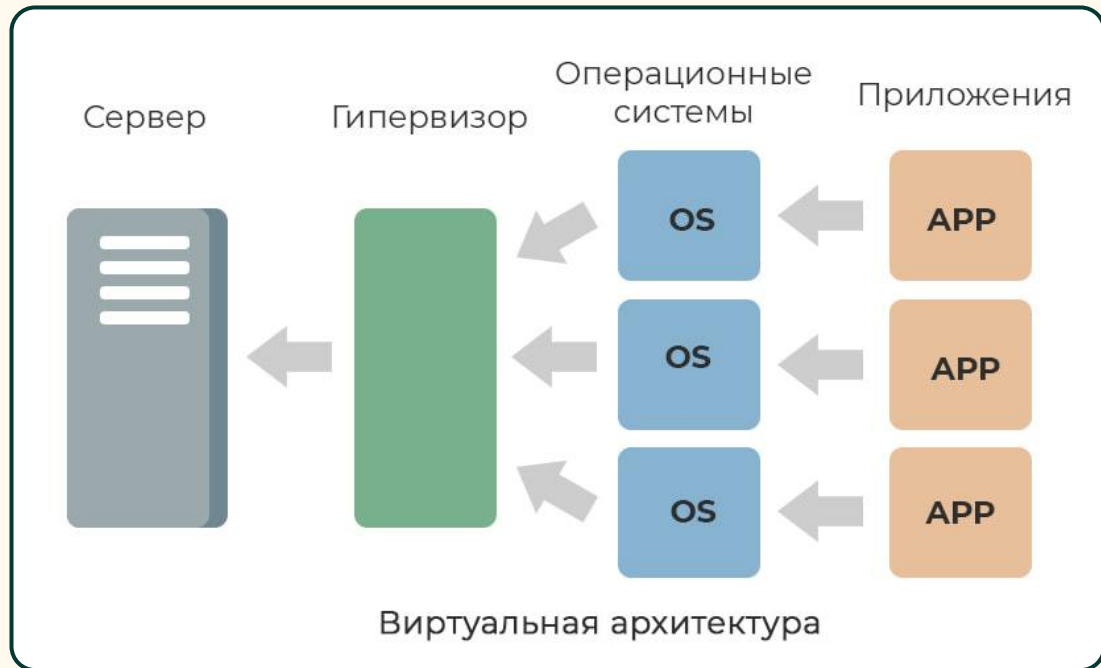 Сервер
Гипервизор
Операционные
системы
Приложения
OS
APP
OS
APP
OS
APP
Виртуальная архитектура